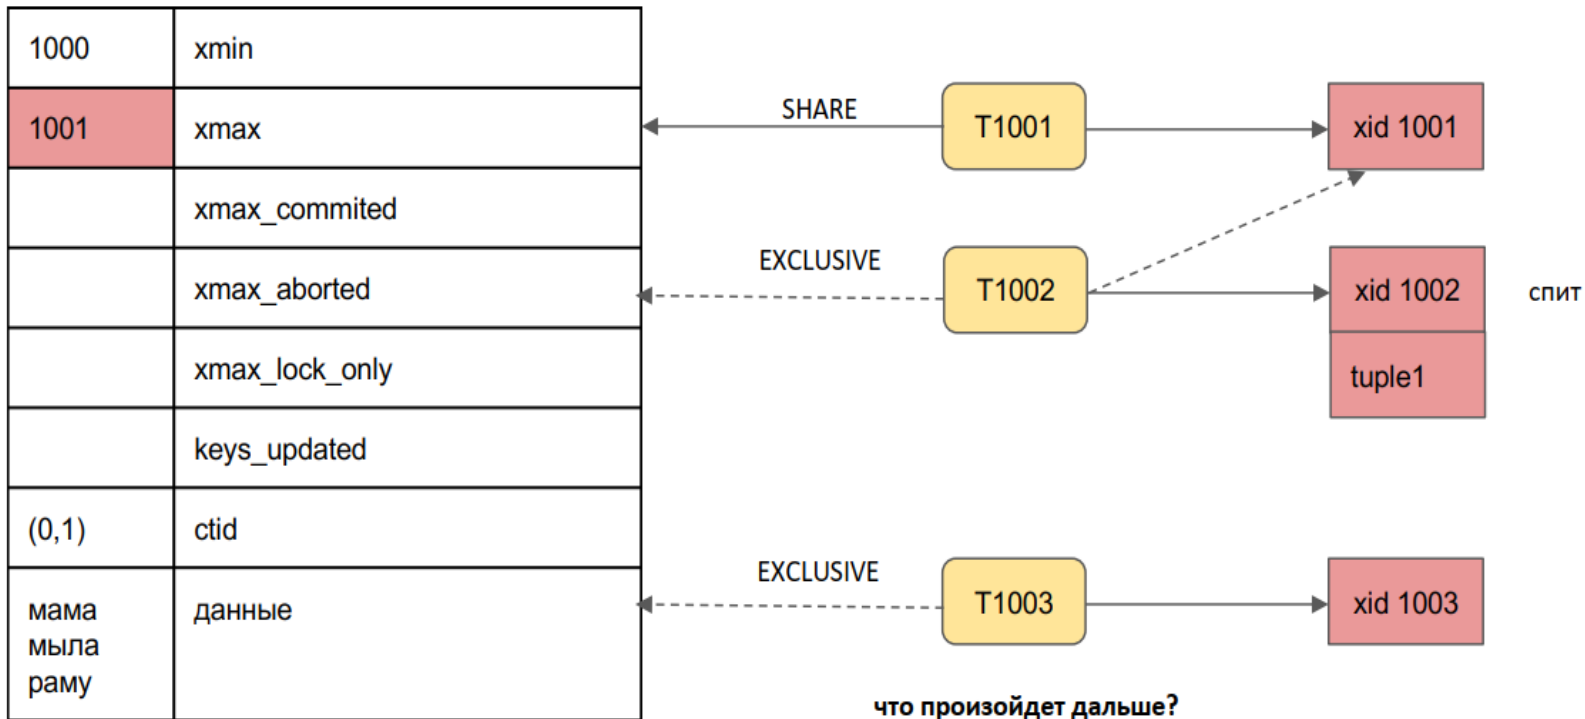 1000 xmin
1001 xmax
xmax_commited
xmax_aborted
xmax_lock_only
keys_updated
(0,1) ctid
мама данные
мыла
раму
SHARE
T1001
xid 1001
EXCLUSIVE
T1002
xid 1002
спит
tuple1
EXCLUSIVE
T1003
xid 1003
что произойдет дальше?